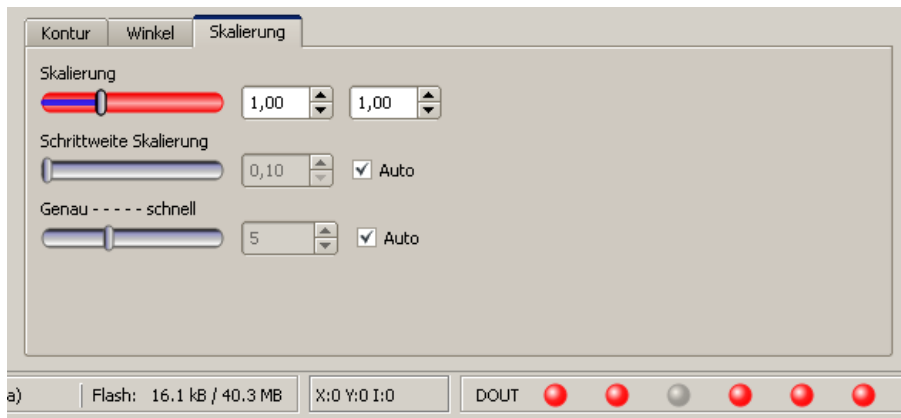 Kontur Winkel Skalierung
Skalierung
1,00 1,00
Schrittweite Skalierung
0,10 Auto
Genau - - - - - schnell
5 Auto
a) Flash: 16.1 kB / 40.3 MB X:0 Y:0 I:0 DOUT